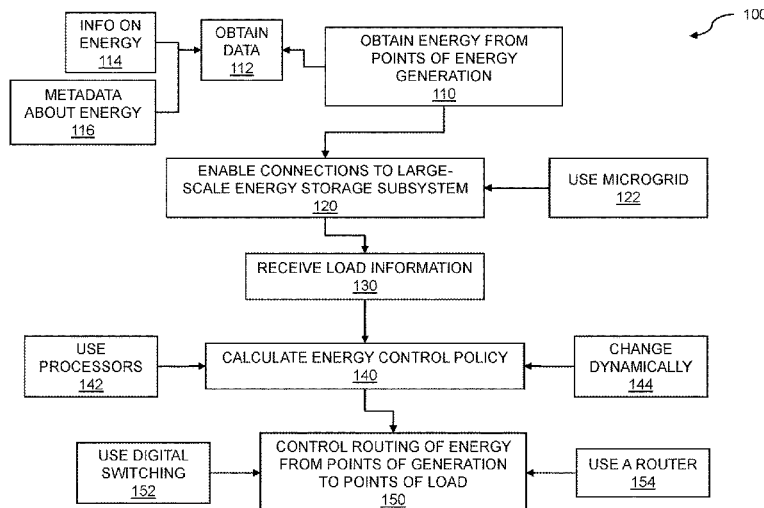 100
INFO ON
ENERGY
114
OBTAIN
DATA
112
OBTAIN ENERGY FROM
POINTS OF ENERGY
GENERATION
110
METADATA
ABOUT ENERGY
116
ENABLE CONNECTIONS TO LARGE-
SCALE ENERGY STORAGE SUBSYSTEM
120
USE MICROGRID
122
RECEIVE LOAD INFORMATION
130
USE
PROCESSORS
142
CALCULATE ENERGY CONTROL POLICY
140
CHANGE
DYNAMICALLY
144
USE DIGITAL
SWITCHING
152
CONTROL ROUTING OF ENERGY
FROM POINTS OF GENERATION
TO POINTS OF LOAD
150
USE A ROUTER
154